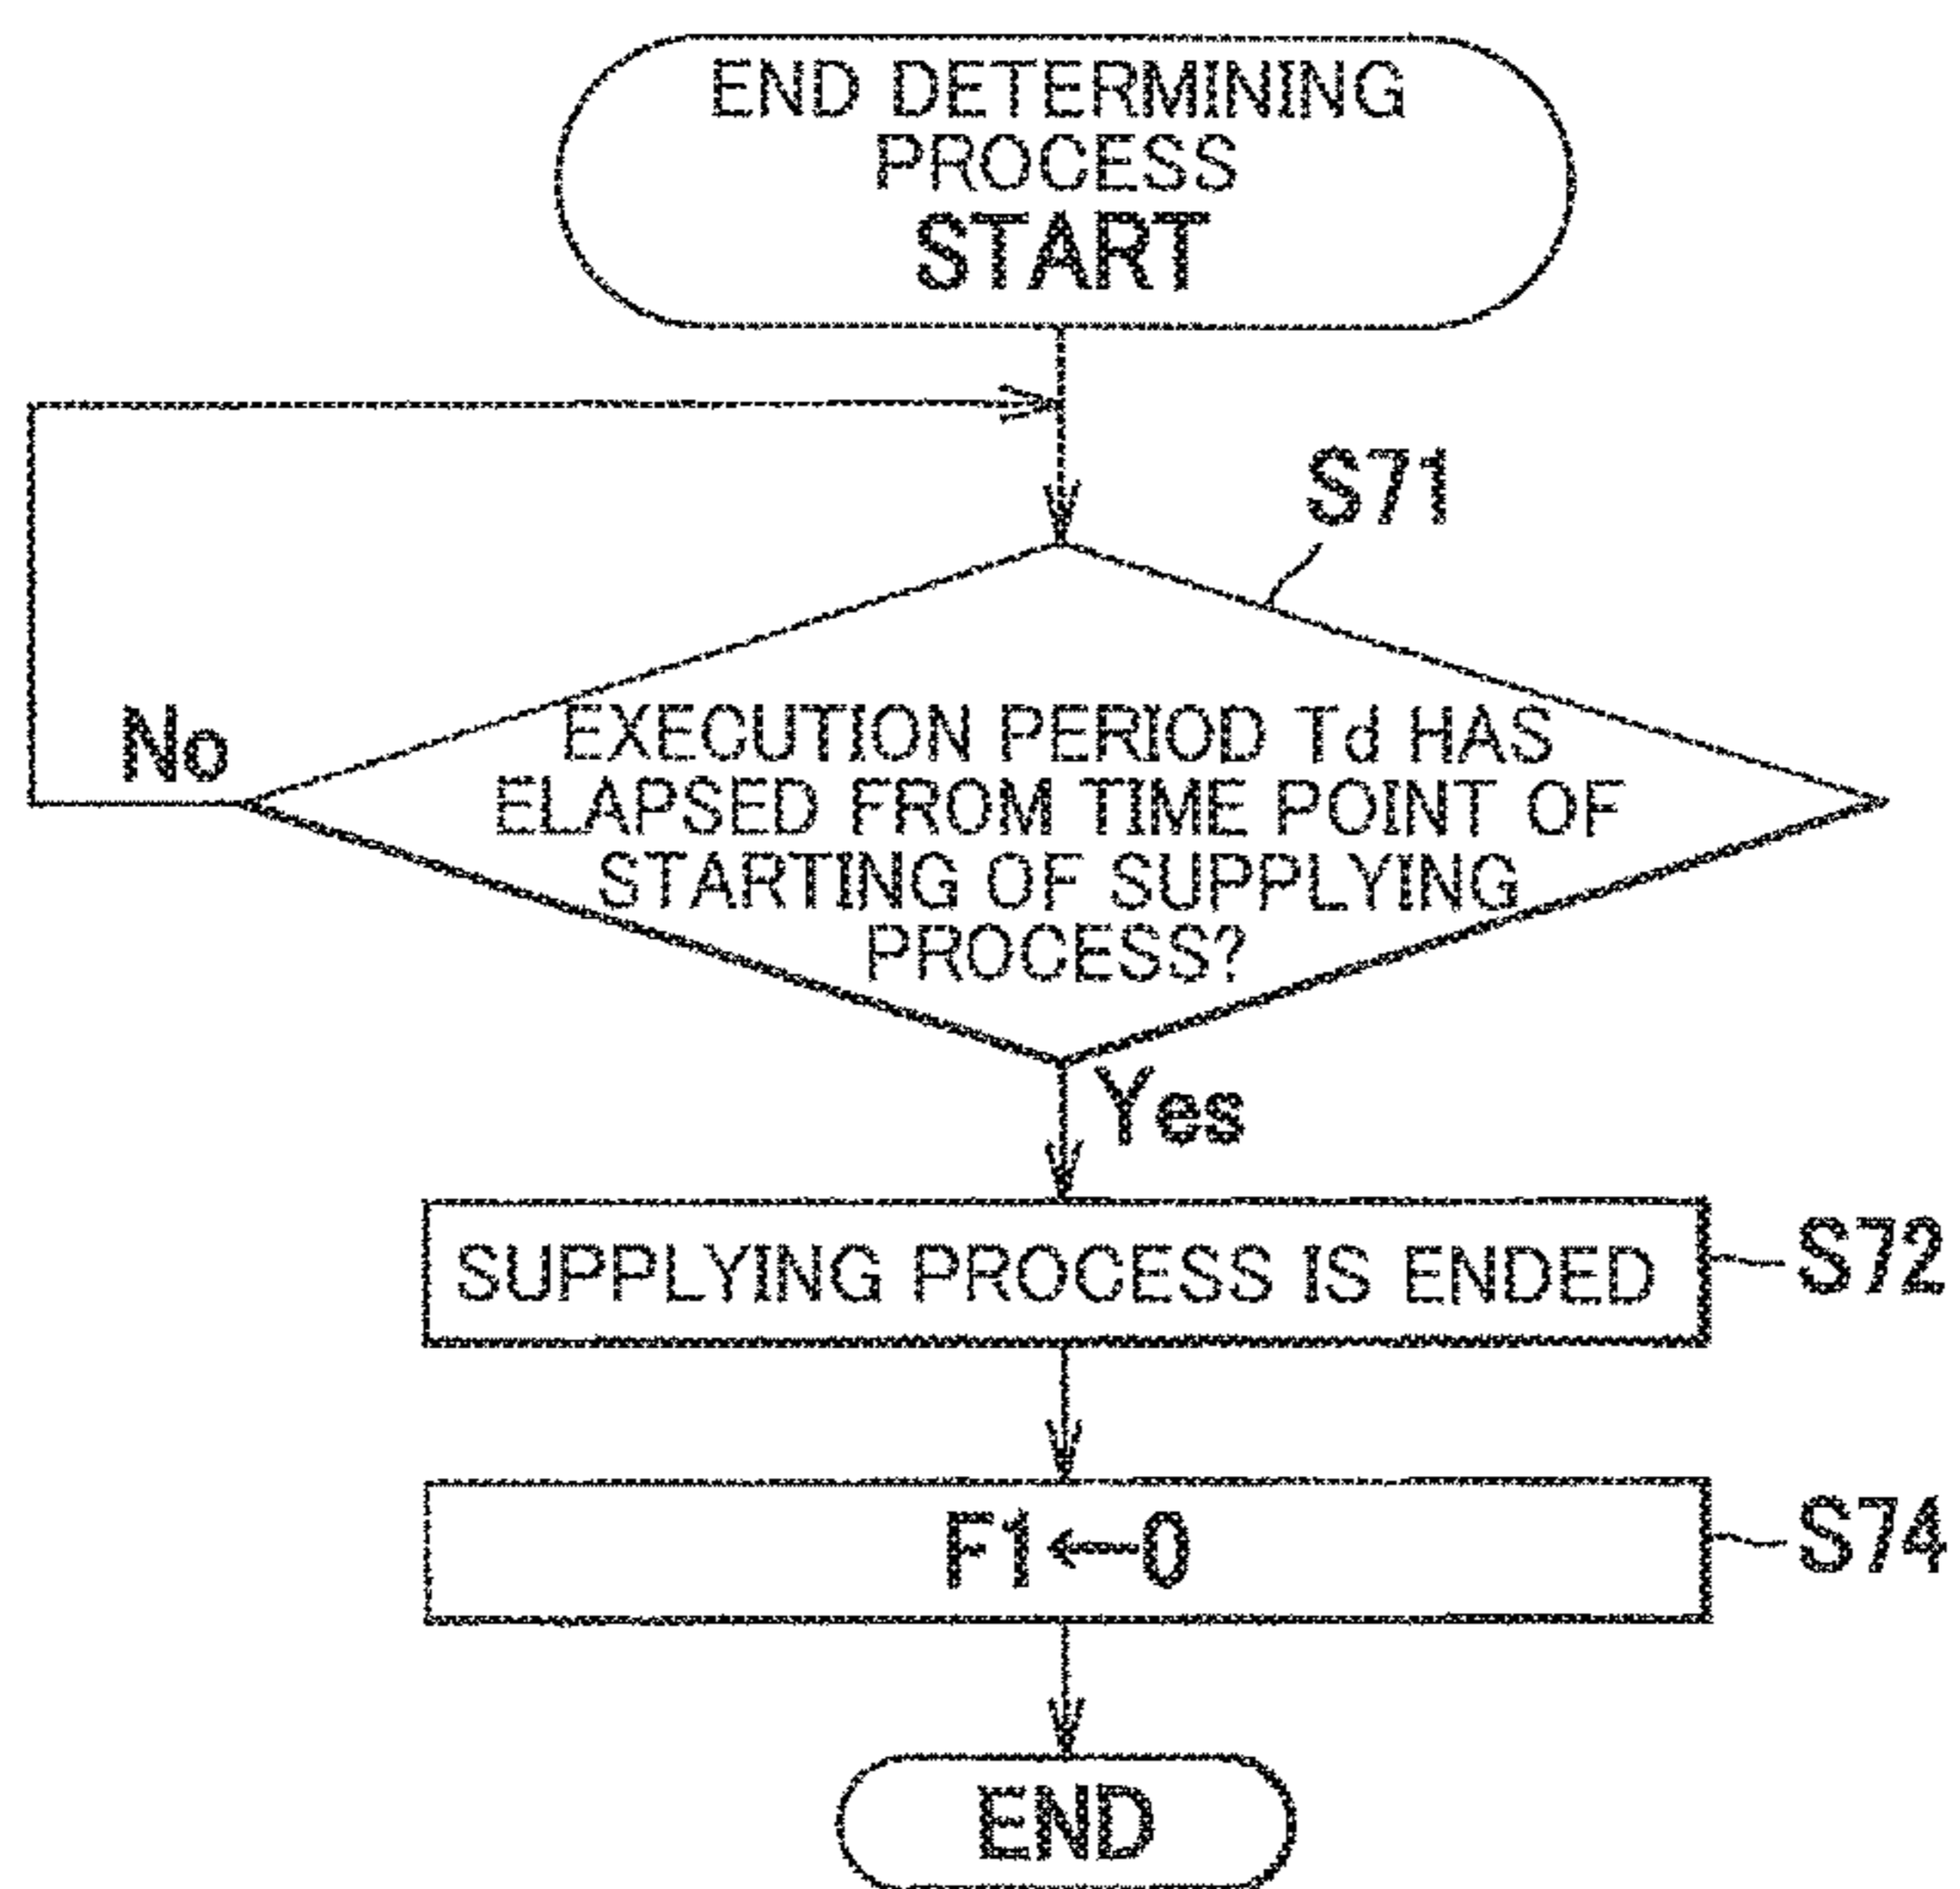 END DETERMINING
PROCESS
START
S71
No
EXECUTION PERIOD Td HAS
ELAPSED FROM TIME POINT OF
STARTING OF SUPPLYING
PROCESS?
Yes
SUPPLYING PROCESS IS ENDED
S72
F1←0
S74
END